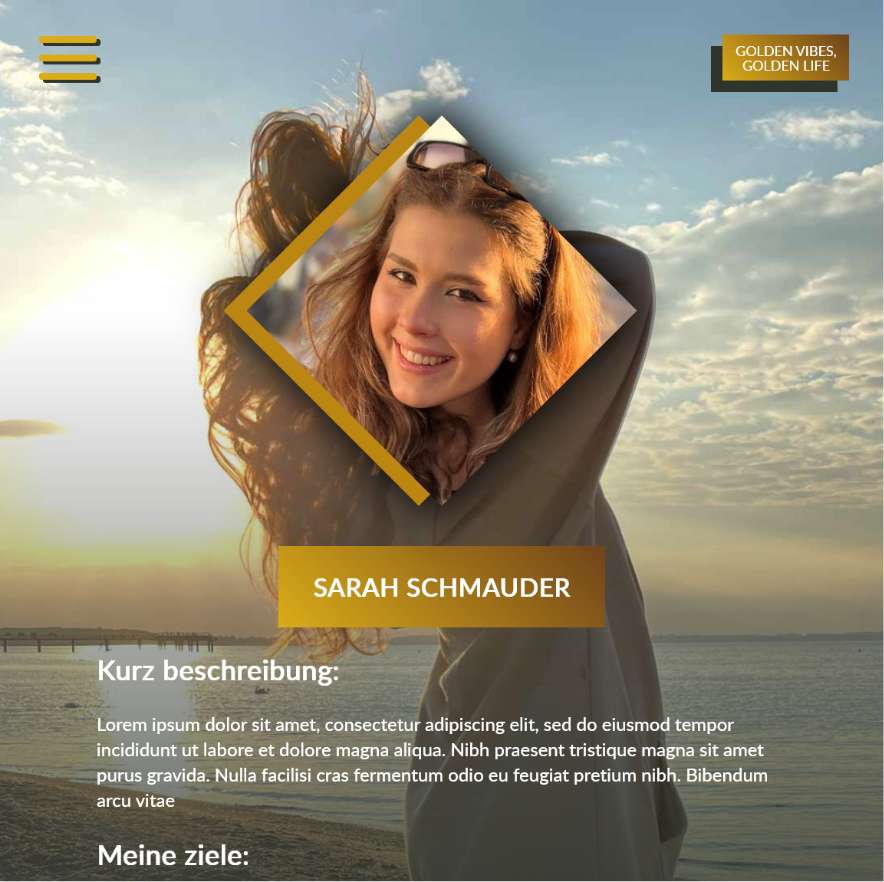 GOLDEN VIBES,
GOLDEN LIFE
SARAH SCHMAUDER
Kurz beschreibung:
Lorem ipsum dolor sit amet, consectetur adipiscing elit, sed do eiusmod tempor
incididunt ut labore et dolore magna aliqua. Nibh praesent tristique magna sit amet
purus gravida. Nulla facilisi cras fermentum odio eu feugiat pretium nibh. Bibendum
arcu vitae
Meine ziele: